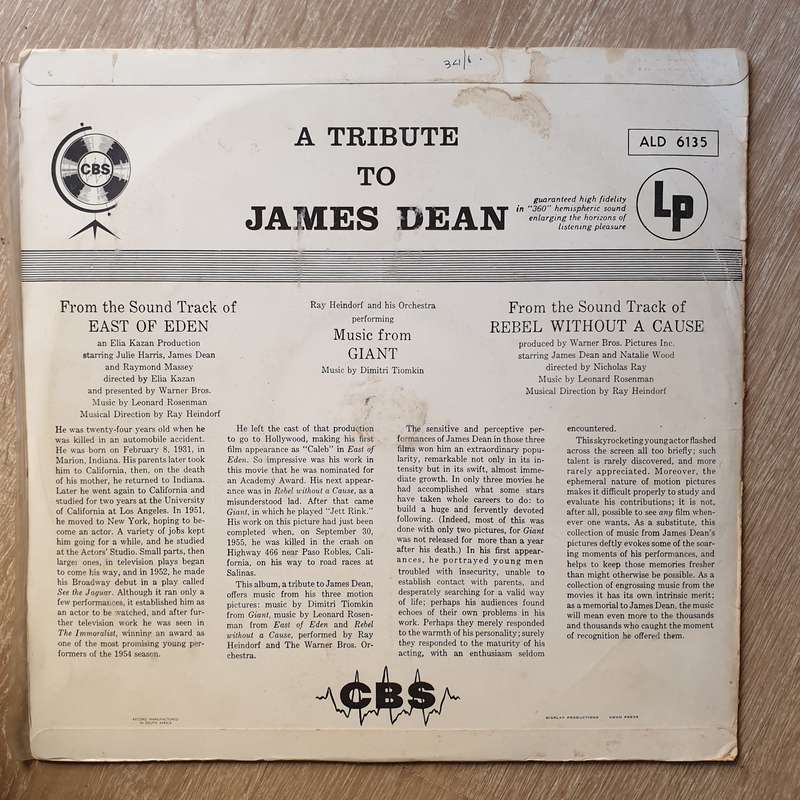 34/6.
CBS
A TRIBUTE
TO
JAMES DEAN
ALD 6135
guaranteed high fidelity
in "360" hemispheric sound
enlarging the horizons of
listening pleasure
LP
From the Sound Track of
EAST OF EDEN
an Elia Kazan Production
starring Julie Harris, James Dean
and Raymond Massey
directed by Elia Kazan
and presented by Warner Bros.
Music by Leonard Rosenman
Musical Direction by Ray Heindorf
Ray Heindorf and his Orchestra
performing
Music from
GIANT
Music by Dimitri Tiomkin
From the Sound Track of
REBEL WITHOUT A CAUSE
produced by Warner Bros. Pictures Inc.
starring James Dean and Natalie Wood
directed by Nicholas Ray
Music by Leonard Rosenman
Musical Direction by Ray Heindorf
He was twenty-four years old when he
was killed in an automobile accident.
He was born on February 8, 1931, in
Marion, Indiana. His parents later took
him to California, then, on the death
of his mother, he returned to Indiana.
Later he went again to California and
studied for two years at the University
of California at Los Angeles. In 1951,
he moved to New York, hoping to be-
come an actor. A variety of jobs kept
him going for a while, and he studied
at the Actors' Studio. Small parts, then
larger ones, in television plays began
to come his way, and in 1952, he made
his Broadway debut in a play called
See the Jaguar. Although it ran only a
few performances, it established him as
an actor to be watched, and after fur-
ther television work he was seen in
The Immoralist, winning an award as
one of the most promising young per-
formers of the 1954 season.
He left the cast of that production
to go to Hollywood, making his first
film appearance as "Caleb" in East of
Eden. So impressive was his work in
this movie that he was nominated for
an Academy Award. His next appear-
ance was in Rebel without a Cause, as a
misunderstood lad. After that came
Giant, in which he played "Jett Rink."
His work on this picture had just been
completed when, on September 30,
1955, he was killed in the crash on
Highway 466 near Paso Robles, Cali-
fornia, on his way to road races at
Salinas.
This album, a tribute to James Dean,
offers music from his three motion
pictures: music by Dimitri Tiomkin
from Giant, music by Leonard Rosen-
man from East of Eden and Rebel
without a Cause, performed by Ray
Heindorf and The Warner Bros. Or-
chestra.
The sensitive and perceptive per-
formances of James Dean in those three
films won him an extraordinary popu-
larity, remarkable not only in its in-
tensity but in its swift, almost imme-
diate growth. In only three movies he
had accomplished what some stars
have taken whole careers to do: to
build a huge and fervently devoted
following. (Indeed, most of this was
done with only two pictures, for Giant
was not released for more than a year
after his death.) In his first appear-
ances, he portrayed young men
troubled with insecurity, unable to
establish contact with parents, and
desperately searching for a valid way
of life; perhaps his audiences found
echoes of their own problems in his
work. Perhaps they merely responded
to the warmth of his personality; surely
they responded to the maturity of his
acting, with an enthusiasm seldom
encountered.
This skyrocketing young actor flashed
across the screen all too briefly; such
talent is rarely discovered, and more
rarely appreciated. Moreover, the
ephemeral nature of motion pictures
makes it difficult properly to study and
evaluate his contributions; it is not,
after all, possible to see any film when-
ever one wants. As a substitute, this
collection of music from James Dean's
pictures deftly evokes some of the scar-
ing moments of his performances, and
helps to keep those memories fresher
than might otherwise be possible. As a
collection of engrossing music from the
movies it has its own intrinsic merit;
as a memorial to James Dean, the music
will mean even more to the thousands
and thousands who caught the moment
of recognition he offered them.
CBS
RECORD MANUFACTURED
IN SOUTH AFRICA
DISPLAY PRODUCTIONS
PRESS